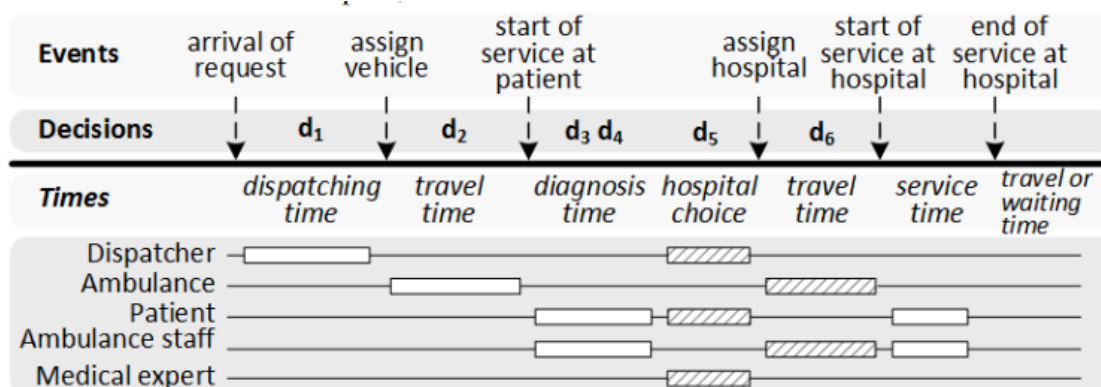 Events
arrival of
request
assign
vehicle
start of
service at
patient
assign
hospital
start of
service at
hospital
end of
service at
hospital
Decisions d₁ d₂ d₃ d₄ d₅ d₆
Times
dispatching
time
travel
time
diagnosis
time
hospital
choice
travel
time
service
time
travel or
waiting
time
Dispatcher
Ambulance
Patient
Ambulance staff
Medical expert